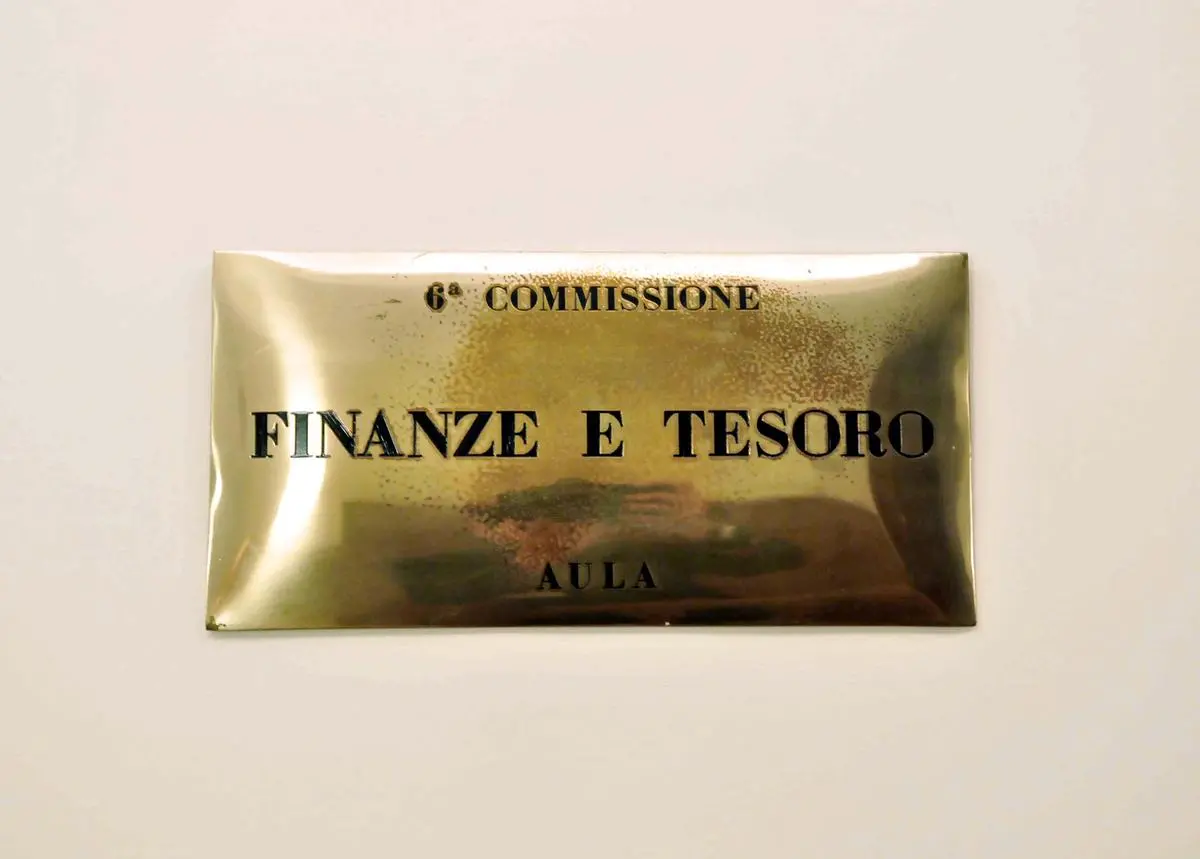 6ª COMMISSIONE
FINANZE E TESORO
AULA